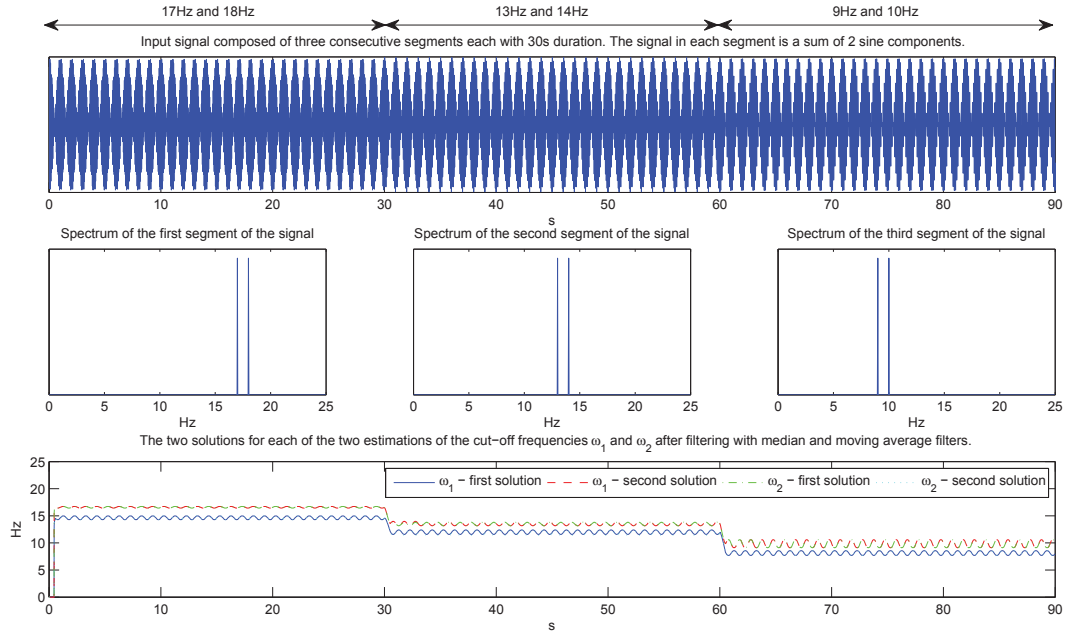 17Hz and 18Hz 13Hz and 14Hz 9Hz and 10Hz
Input signal composed of three consecutive segments each with 30s duration. The signal in each segment is a sum of 2 sine components.
0 10 20 30 40 50 60 70 80 90
s
Spectrum of the first segment of the signal Spectrum of the second segment of the signal Spectrum of the third segment of the signal
0 5 10 15 20 25 0 5 10 15 20 25 0 5 10 15 20 25
Hz Hz Hz
The two solutions for each of the two estimations of the cut−off frequencies ω1 and ω2 after filtering with median and moving average filters.
25
20
15
10
5
0
Hz
ω1 − first solution ω1 − second solution ω2 − first solution ω2 − second solution
0 10 20 30 40 50 60 70 80 90
s